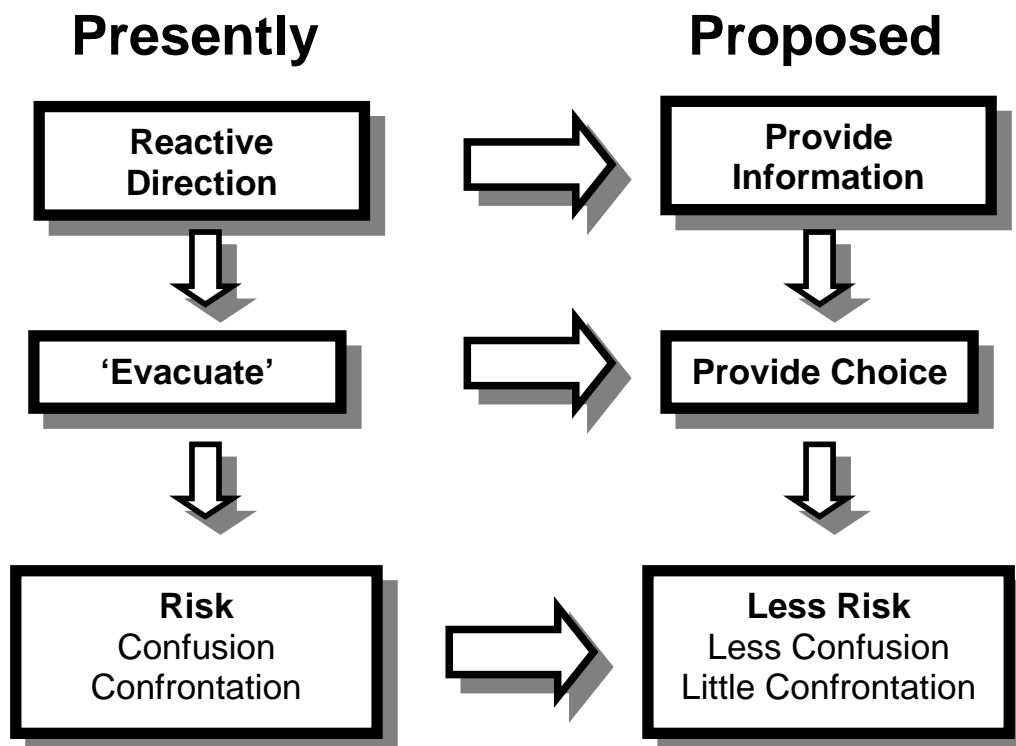 Presently
Proposed
Reactive
Direction
Provide
Information
‘Evacuate’
Provide Choice
Risk
Confusion
Confrontation
Less Risk
Less Confusion
Little Confrontation